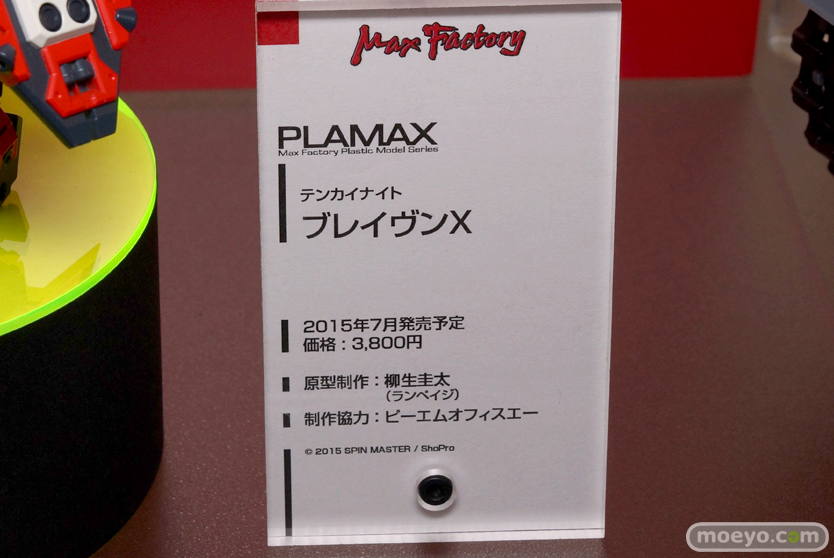 Max Factory
PLAMAX
Max Factory Plastic Model Series
テンカイナイト
ブレイヴンX
2015年7月発売予定
価格：3,800円
原型制作：柳生圭太
（ランペイジ）
制作協力：ピーエムオフィスエー
© 2015 SPIN MASTER / ShoPro
moeyo.com